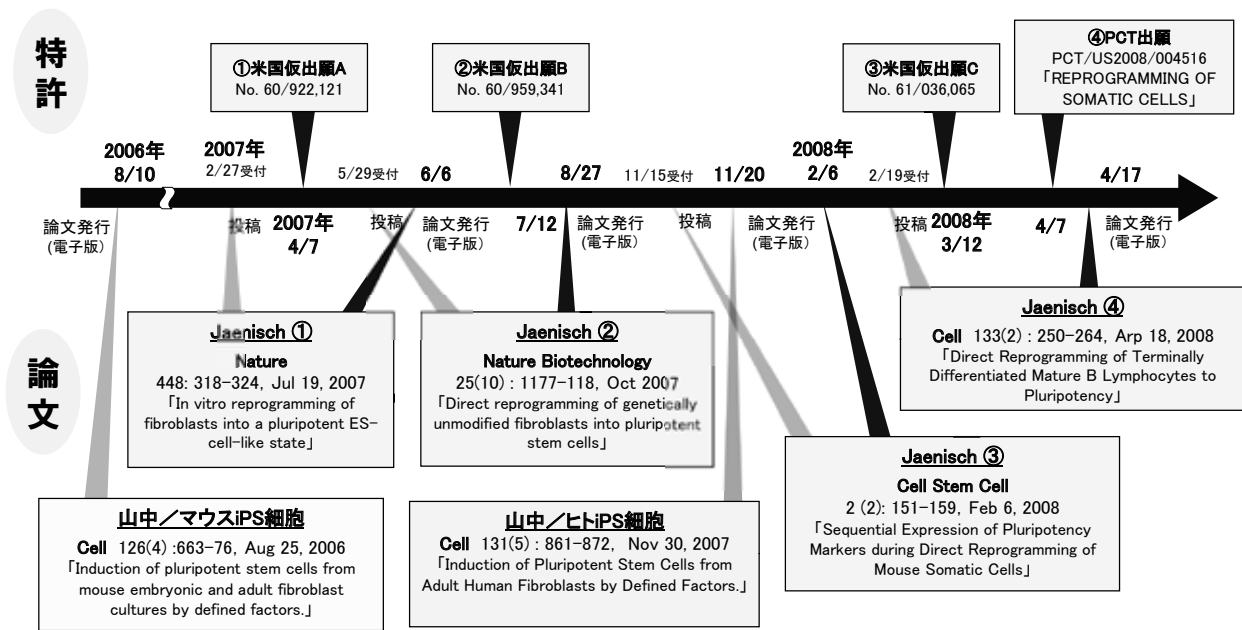 特
許
①米国仮出願A
No. 60/922,121
②米国仮出願B
No. 60/959,341
③米国仮出願C
No. 61/036,065
④PCT出願
PCT/US2008/004516
「REPROGRAMMING OF
SOMATIC CELLS」
2006年
8/10
2007年
2/27受付
5/29受付
6/6
8/27
11/15受付
11/20
2008年
2/6
2/19受付
4/17
論文発行
(電子版)
投稿
2007年
4/7
投稿
論文発行
(電子版)
7/12
論文発行
(電子版)
投稿
論文発行
(電子版)
投稿
2008年
3/12
4/7
論文発行
(電子版)
論
文
Jaenisch ①
Nature
448: 318-324, Jul 19, 2007
「In vitro reprogramming of
fibroblasts into a pluripotent ES-
cell-like state」
Jaenisch ②
Nature Biotechnology
25(10) : 1177-118, Oct 2007
「Direct reprogramming of genetically
unmodified fibroblasts into pluripotent
stem cells」
Jaenisch ④
Cell 133(2) : 250-264, Arp 18, 2008
「Direct Reprogramming of Terminally
Differentiated Mature B Lymphocytes to
Pluripotency」
Jaenisch ③
Cell Stem Cell
2 (2): 151-159, Feb 6, 2008
「Sequential Expression of Pluripotency
Markers during Direct Reprogramming of
Mouse Somatic Cells」
山中／マウスiPS細胞
Cell 126(4) :663-76, Aug 25, 2006
「Induction of pluripotent stem cells from
mouse embryonic and adult fibroblast
cultures by defined factors.」
山中／ヒトiPS細胞
Cell 131(5) : 861-872, Nov 30, 2007
「Induction of Pluripotent Stem Cells from
Adult Human Fibroblasts by Defined Factors.」